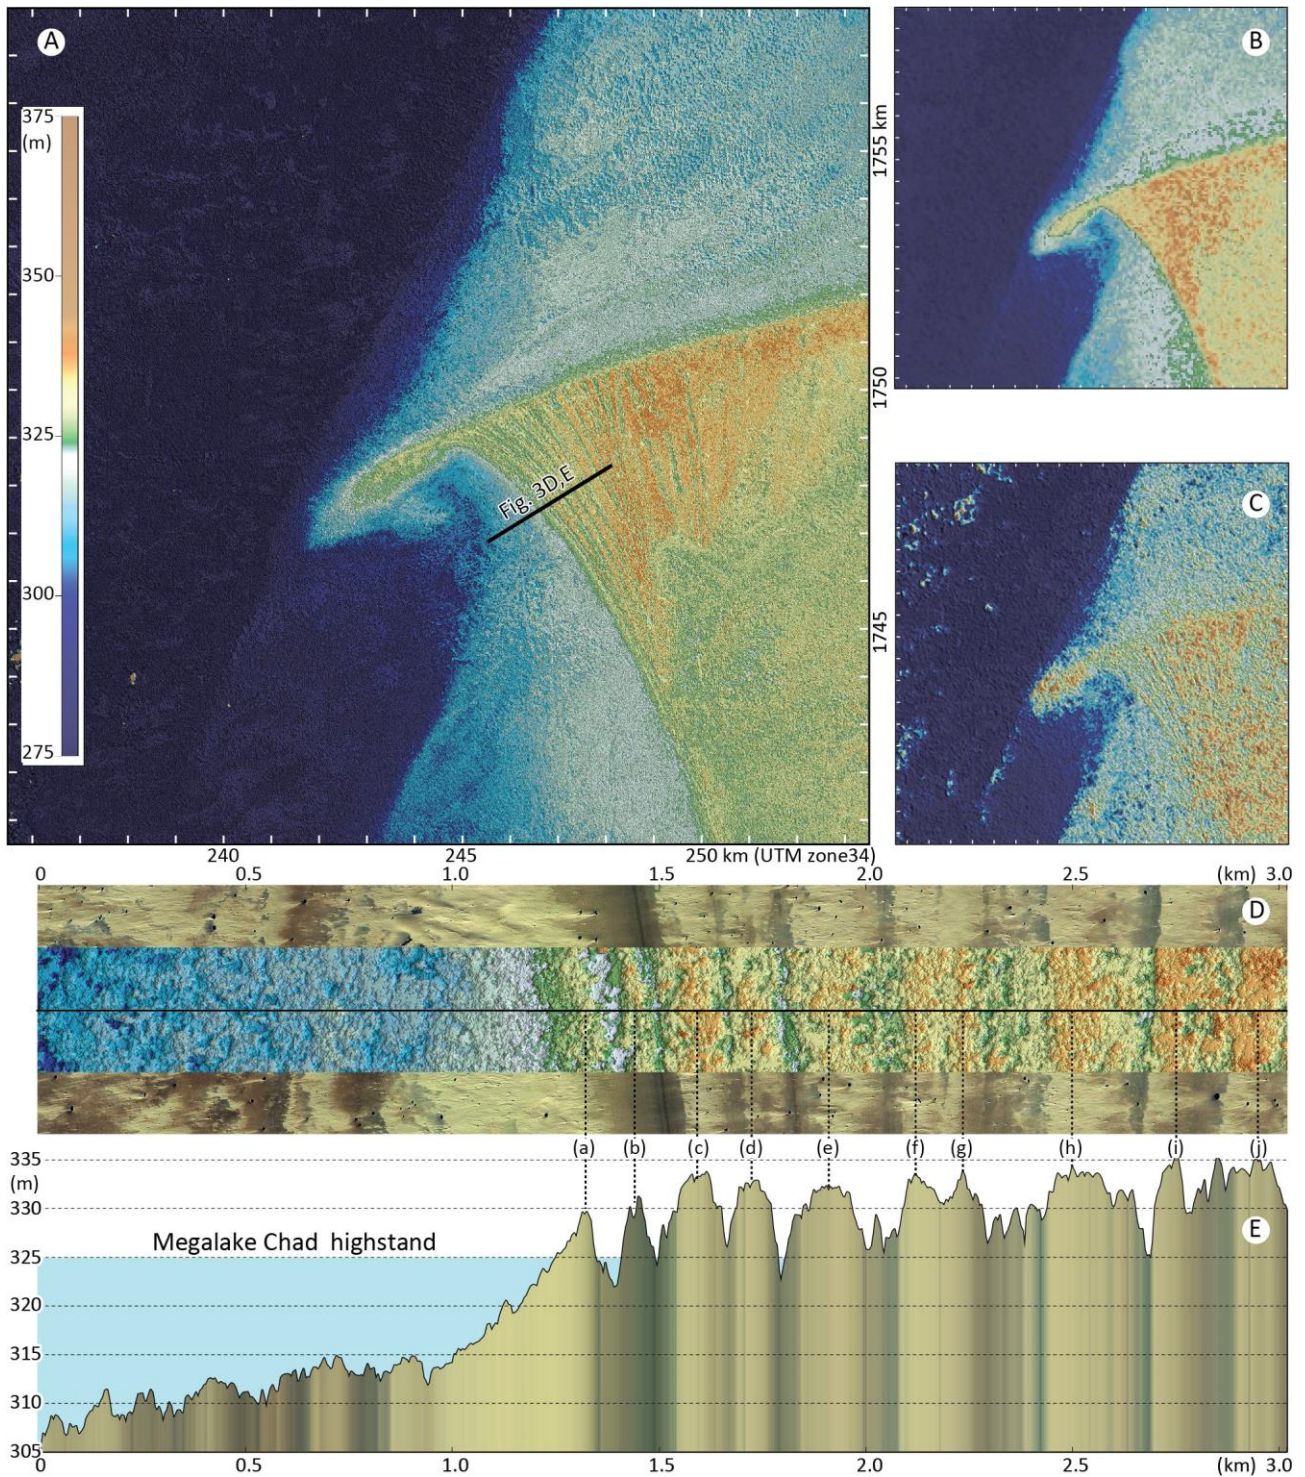 A
B
C
375
(m)
350
325
300
275
Fig. 3D,E
1755 km
1750
1745
240 245 250 km (UTM zone34)
0 0.5 1.0 1.5 2.0 2.5 (km) 3.0
D
(a) (b) (c) (d) (e) (f) (g) (h) (i) (j)
335
(m)
330
E
Megalake Chad highstand
325
320
315
310
305
0 0.5 1.0 1.5 2.0 2.5 (km) 3.0